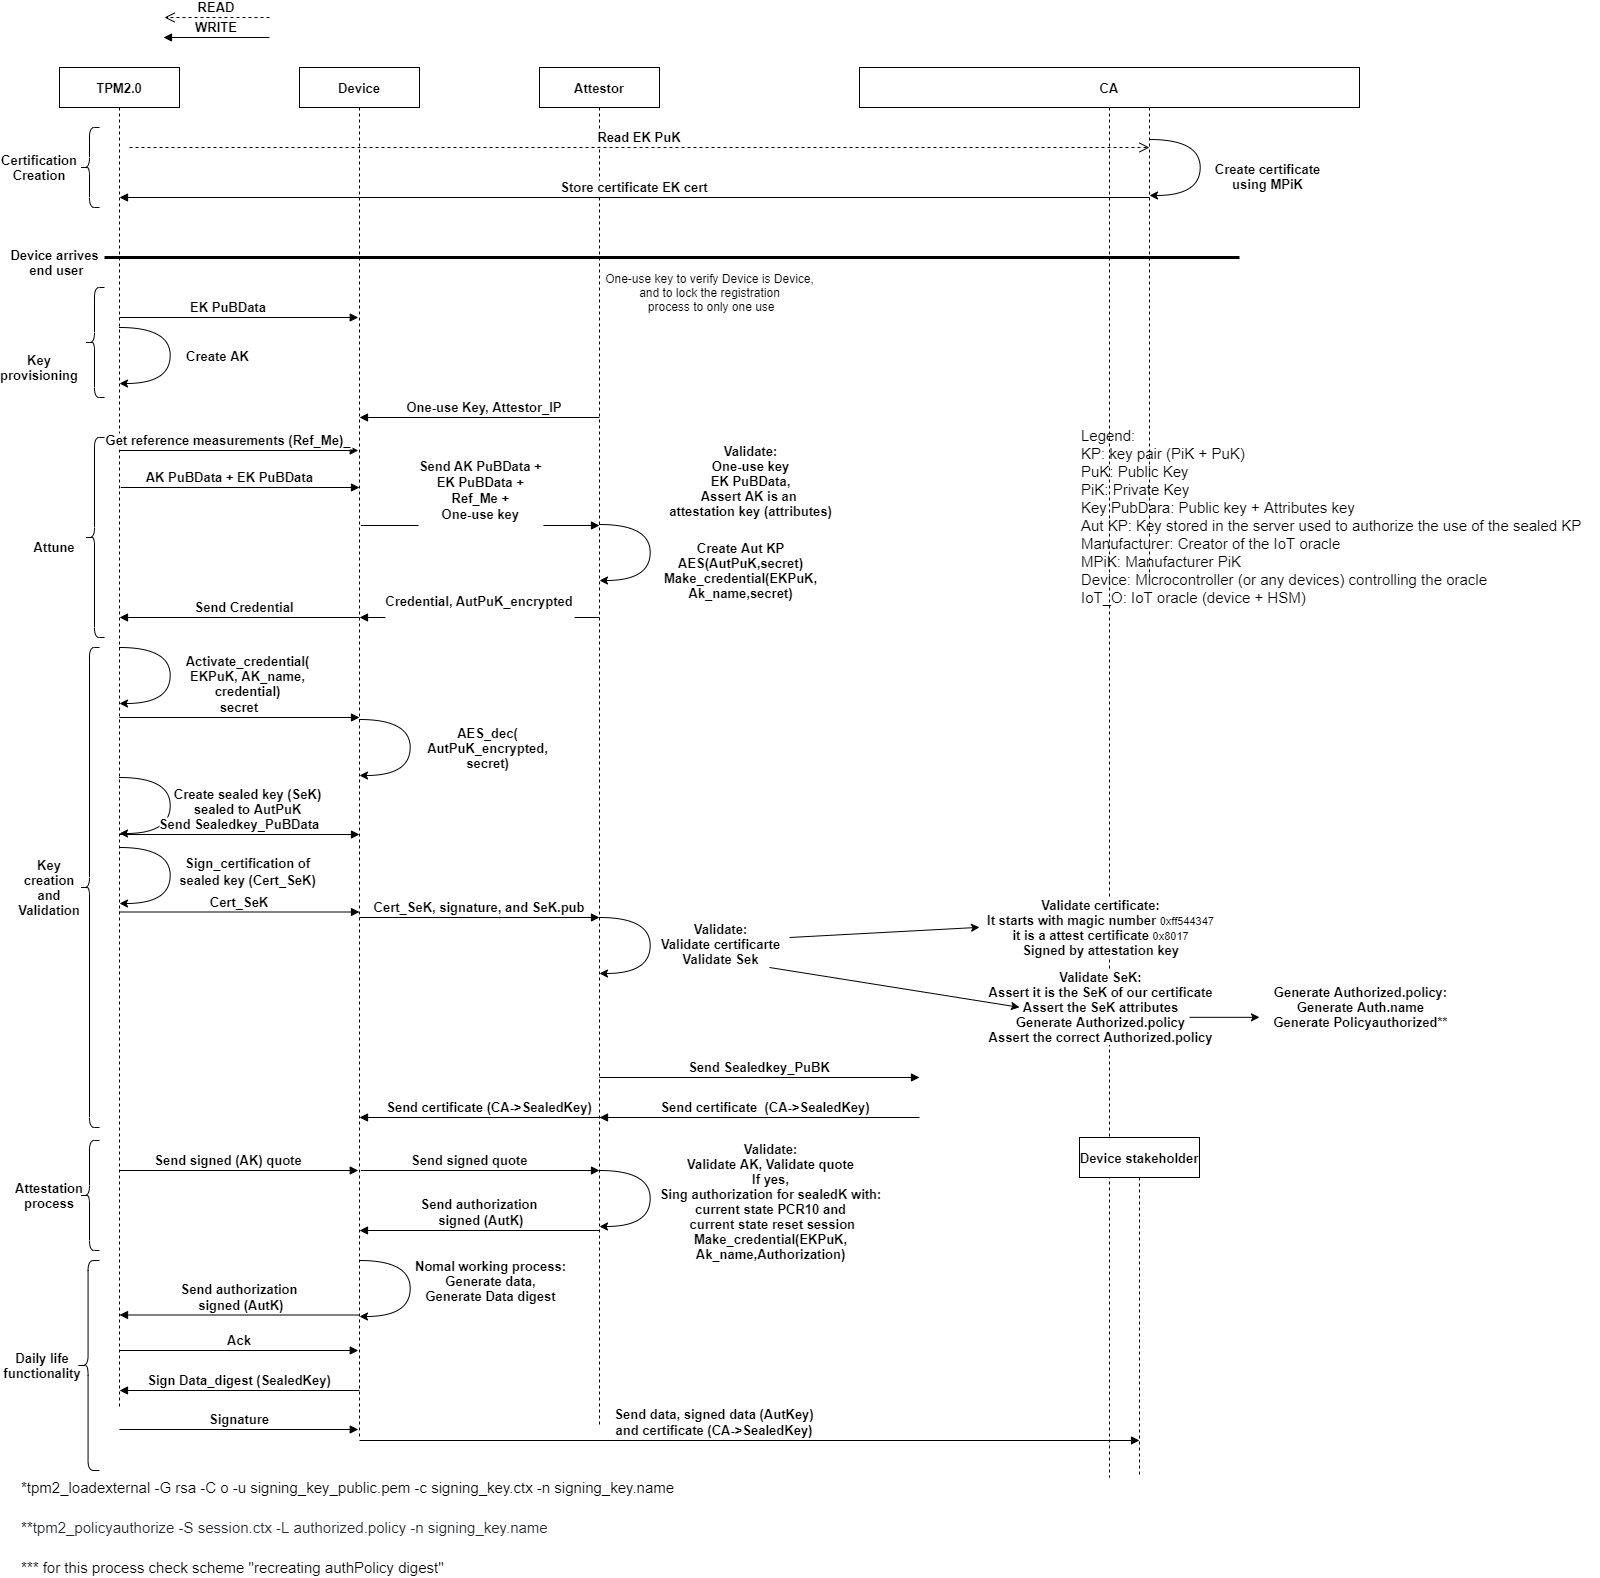 READ
WRITE
TPM2.0
Device
Attestor
CA
Certification
Creation
Read EK PuK
Create certificate
using MPiK
Store certificate EK cert
Device arrives
end user
One-use key to verify Device is Device,
and to lock the registration
process to only one use
Key
provisioning
EK PuBData
Create AK
One-use Key, Attestor_IP
Attune
Get reference measurements (Ref_Me)_
AK PuBData + EK PuBData
Send AK PuBData +
EK PuBData +
Ref_Me +
One-use key
Validate:
One-use key
EK PuBData,
Assert AK is an
attestation key (attributes)
Create Aut KP
AES(AutPuK,secret)
Make_credential(EKPuK,
Ak_name,secret)
Credential, AutPuK_encrypted
Send Credential
Legend:
KP: key pair (PiK + PuK)
PuK: Public Key
PiK: Private Key
Key PubDara: Public key + Attributes key
Aut KP: Key stored in the server used to authorize the use of the sealed KP
Manufacturer: Creator of the IoT oracle
MPiK: Manufacturer PiK
Device: MIcrocontroller (or any devices) controlling the oracle
IoT_O: IoT oracle (device + HSM)
Key
creation
and
Validation
Activate_credential(
EKPuK, AK_name,
credential)
secret
AES_dec(
AutPuK_encrypted,
secret)
Create sealed key (SeK)
sealed to AutPuK
Send Sealedkey_PuBData
Sign_certification of
sealed key (Cert_SeK)
Cert_SeK
Cert_SeK, signature, and SeK.pub
Validate:
Validate certificarte
Validate Sek
Validate certificate:
It starts with magic number 0xff544347
it is a attest certificate 0x8017
Signed by attestation key
Validate SeK:
Assert it is the SeK of our certificate
Assert the SeK attributes
Generate Authorized.policy
Assert the correct Authorized.policy
Generate Authorized.policy:
Generate Auth.name
Generate Policyauthorized**
Send Sealedkey_PuBK
Send certificate (CA->SealedKey)
Send certificate  (CA->SealedKey)
Attestation
process
Send signed (AK) quote
Send signed quote
Validate:
Validate AK, Validate quote
If yes,
Sing authorization for sealedK with:
current state PCR10 and
current state reset session
Make_credential(EKPuK,
Ak_name,Authorization)
Send authorization
signed (AutK)
Device stakeholder
Daily life
functionality
Nomal working process:
Generate data,
Generate Data digest
Send authorization
signed (AutK)
Ack
Sign Data_digest (SealedKey)
Signature
Send data, signed data (AutKey)
and certificate (CA->SealedKey)
*tpm2_loadexternal -G rsa -C o -u signing_key_public.pem -c signing_key.ctx -n signing_key.name
**tpm2_policyauthorize -S session.ctx -L authorized.policy -n signing_key.name
*** for this process check scheme "recreating authPolicy digest"